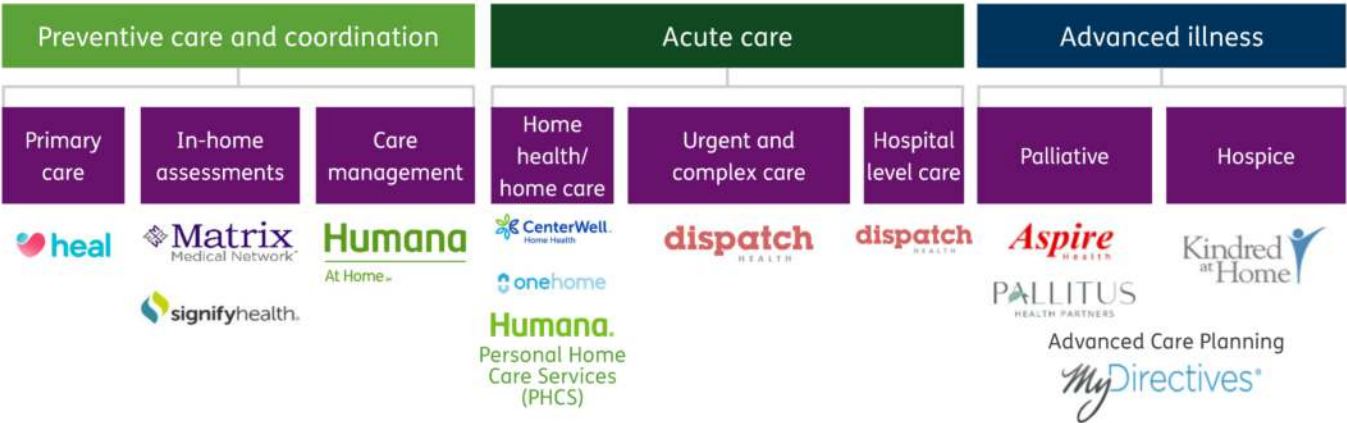 Preventive care and coordination
Acute care
Advanced illness
Primary
care
In-home
assessments
Care
management
Home
health/
home care
Urgent and
complex care
Hospital
level care
Palliative
Hospice
heal
Matrix
Medical Network
signifyhealth.
Humana
At Home
CenterWell.
Home Health
onehome
Humana.
Personal Home
Care Services
(PHCS)
dispatch
HEALTH
dispatch
HEALTH
Aspire
Health
PALLITUS
HEALTH PARTNERS
Kindred
at Home
Advanced Care Planning
MyDirectives®